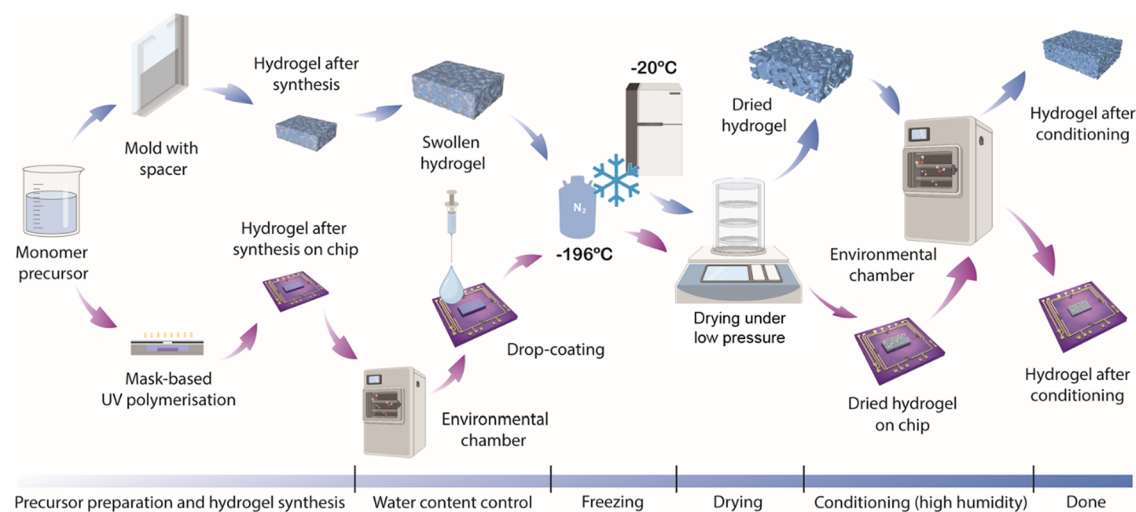 Monomer
precursor
Mold with
spacer
Hydrogel after
synthesis
Swollen
hydrogel
-20°C
N2
-196°C
Dried
hydrogel
Hydrogel after
conditioning
Hydrogel after
synthesis on chip
Mask-based
UV polymerisation
Environmental
chamber
Drop-coating
Drying under
low pressure
Environmental
chamber
Dried hydrogel
on chip
Hydrogel after
conditioning
Precursor preparation and hydrogel synthesis
Water content control
Freezing
Drying
Conditioning (high humidity)
Done